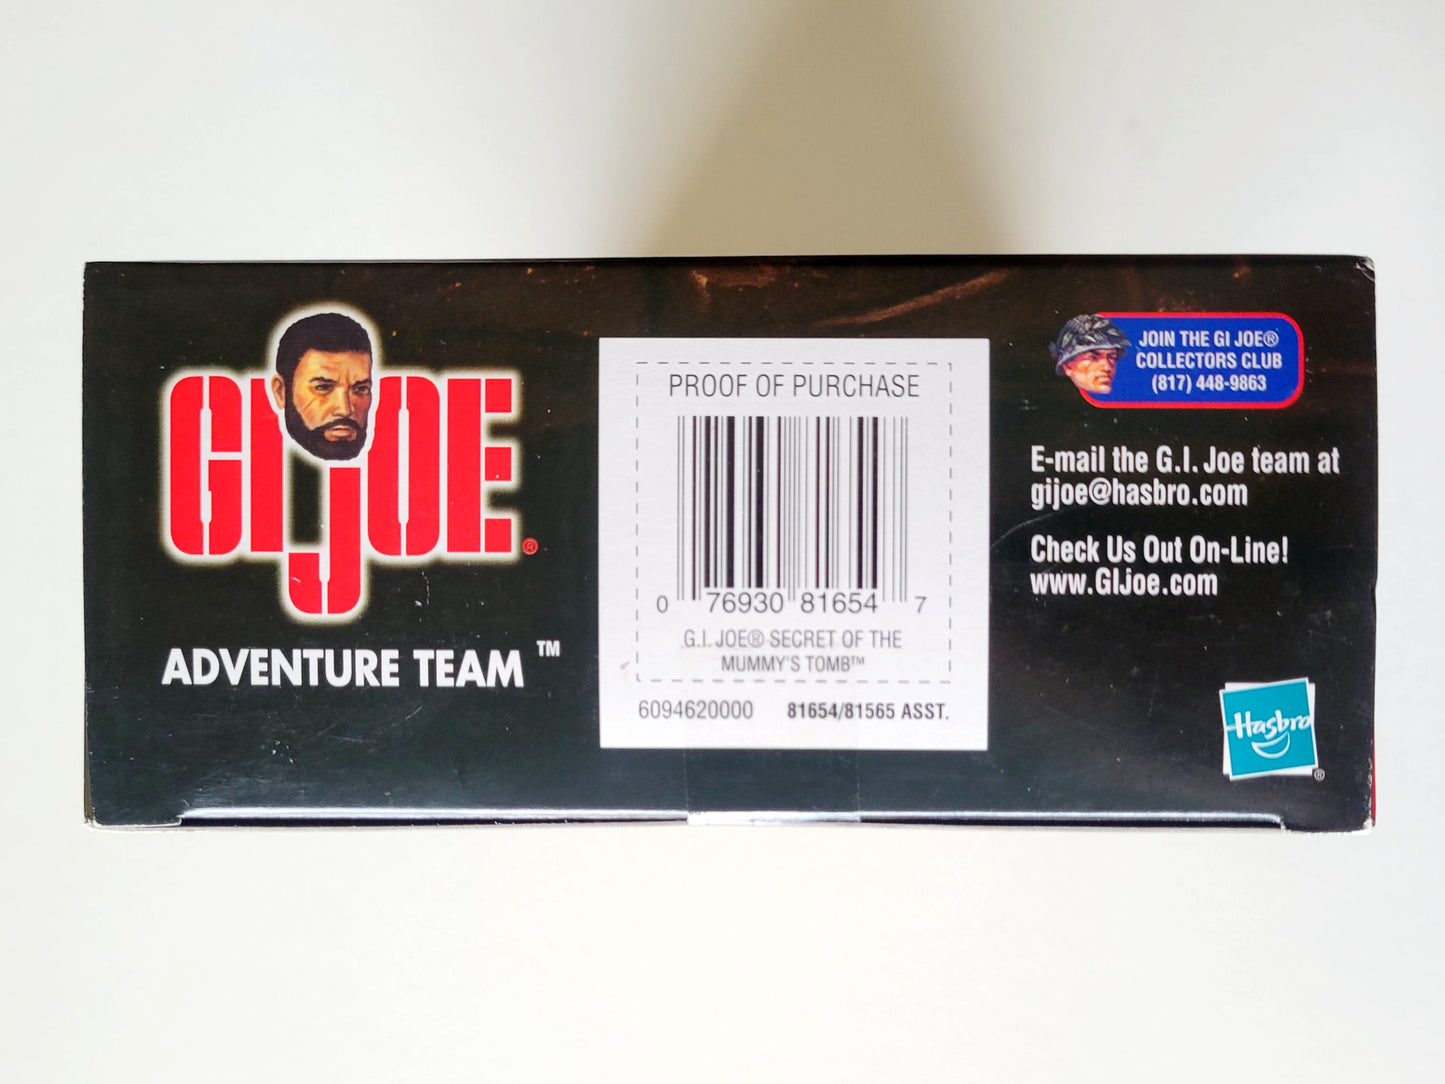 GI JOE®
ADVENTURE TEAM™
PROOF OF PURCHASE
0 76930 81654 7
G.I. JOE® SECRET OF THE
MUMMY'S TOMB™
6094620000 81654/81565 ASST.
JOIN THE GI JOE®
COLLECTORS CLUB
(817) 448-9863
E-mail the G.I. Joe team at
gijoe@hasbro.com
Check Us Out On-Line!
www.GIjoe.com
Hasbro®